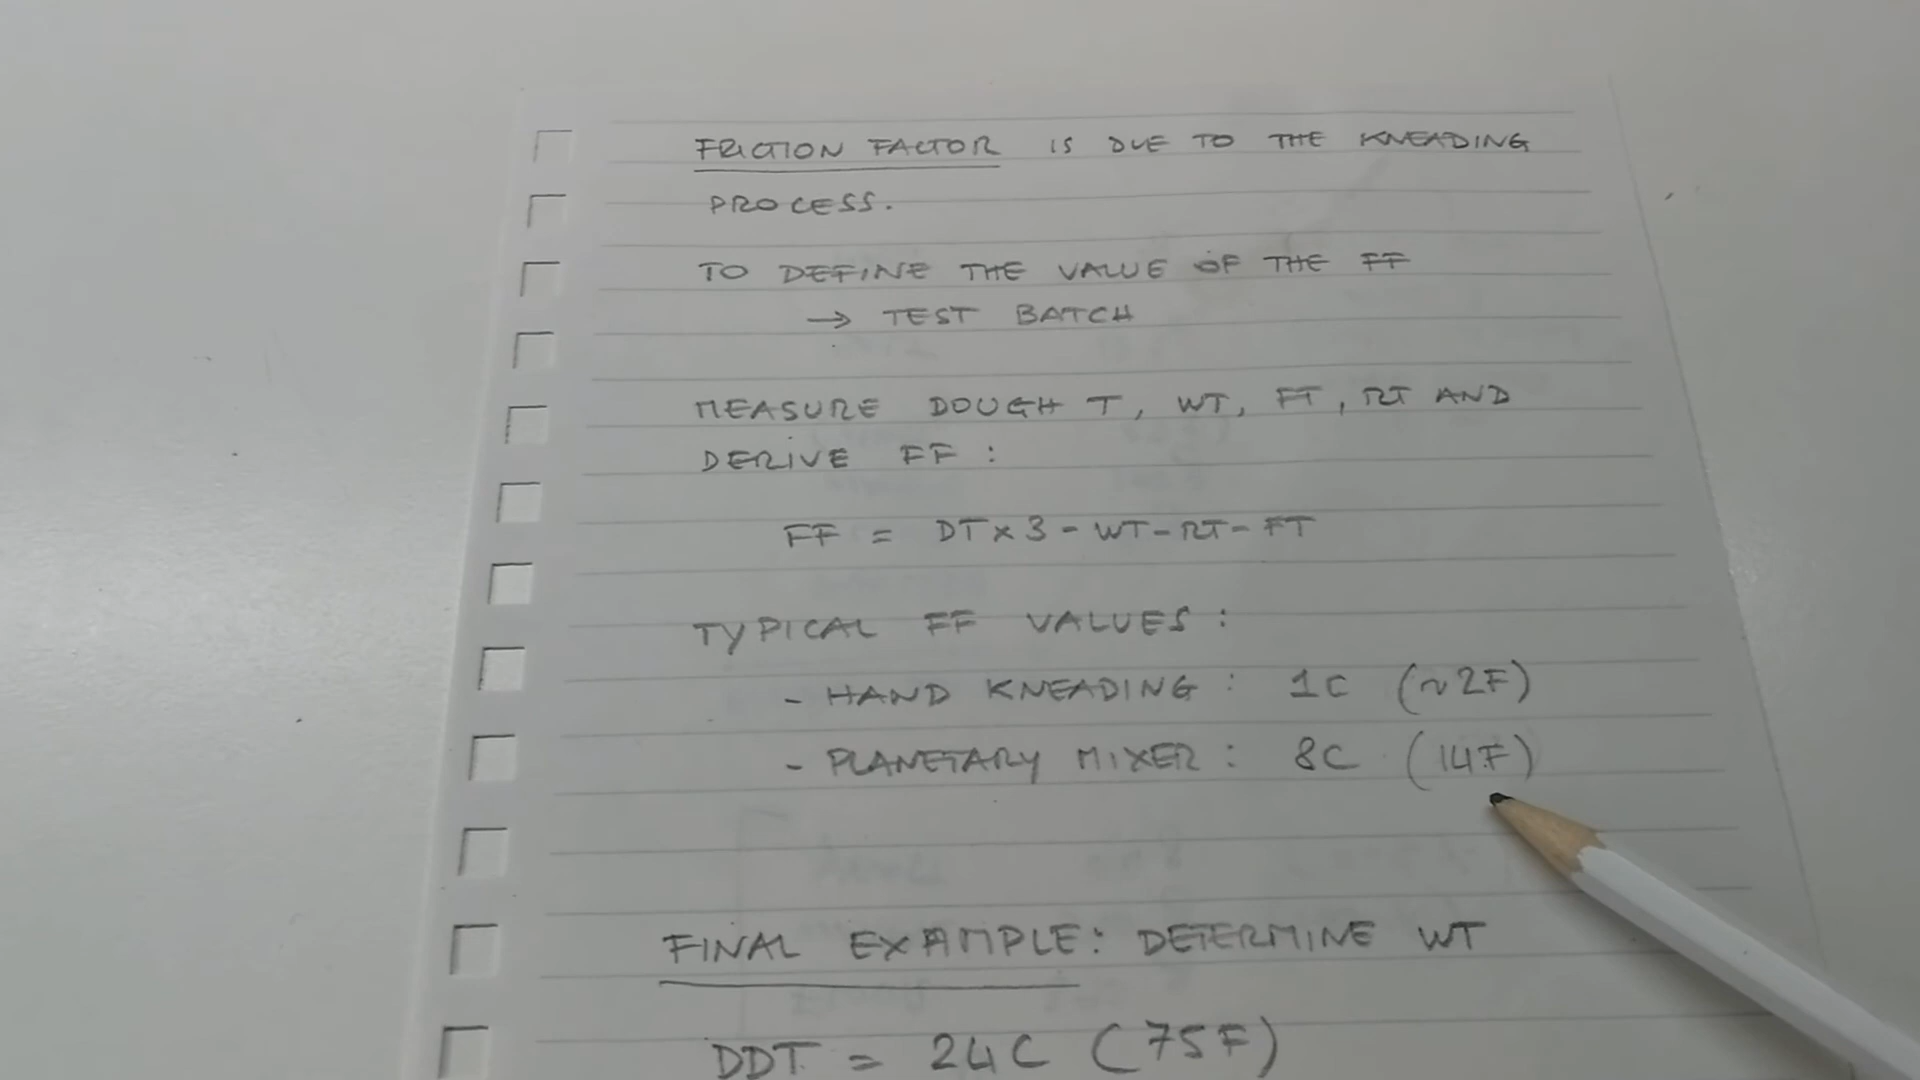 FRICTION FACTOR IS DUE TO THE KNEADING
PROCESS.
TO DEFINE THE VALUE OF THE FF
→ TEST BATCH
MEASURE DOUGH T, WT, FT, RT AND
DERIVE FF :
FF = DT x 3 - WT - RT - FT
TYPICAL FF VALUES :
- HAND KNEADING : 1C (~2F)
- PLANETARY MIXER : 8C (14F)
FINAL EXAMPLE: DETERMINE WT
DDT = 24C (75F)